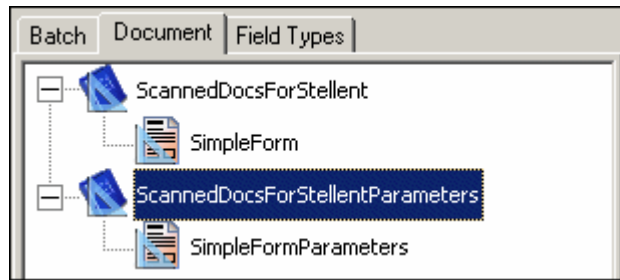 Batch Document Field Types
ScannedDocsForStellent
SimpleForm
ScannedDocsForStellentParameters
SimpleFormParameters